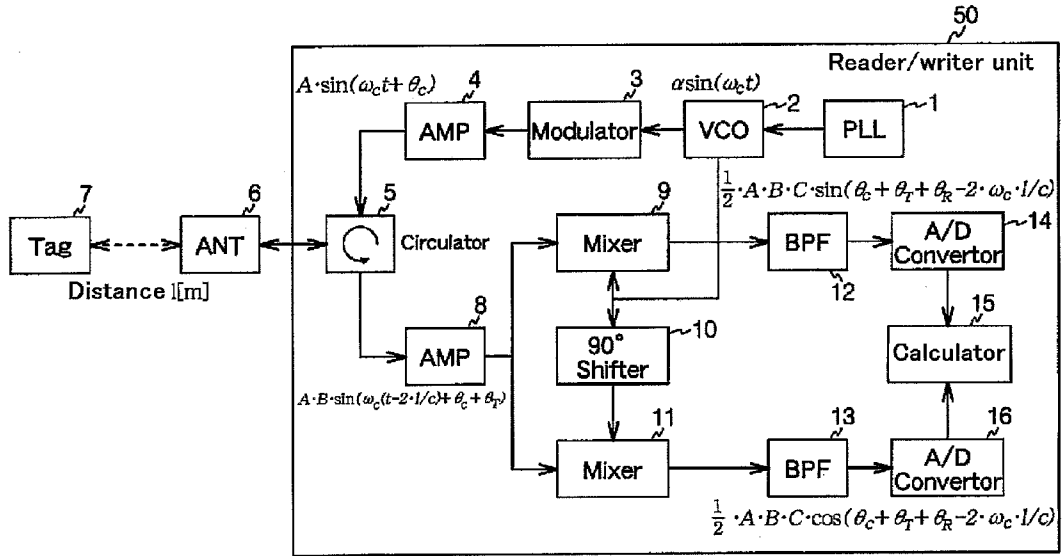 50
Reader/writer unit
A·sin(ω_c t+θ_c)
4
3
αsin(ω_c t)
2
1
AMP
Modulator
VCO
PLL
½·A·B·C·sin(θ_c+θ_T+θ_R−2·ω_c·l/c)
7
6
5
9
14
Tag
ANT
Circulator
Mixer
BPF
A/D
Convertor
Distance l[m]
12
8
10
15
AMP
90°
Shifter
Calculator
A·B·sin(ω_c(t−2·l/c)+θ_c+θ_T)
11
13
16
Mixer
BPF
A/D
Convertor
½·A·B·C·cos(θ_c+θ_T+θ_R−2·ω_c·l/c)